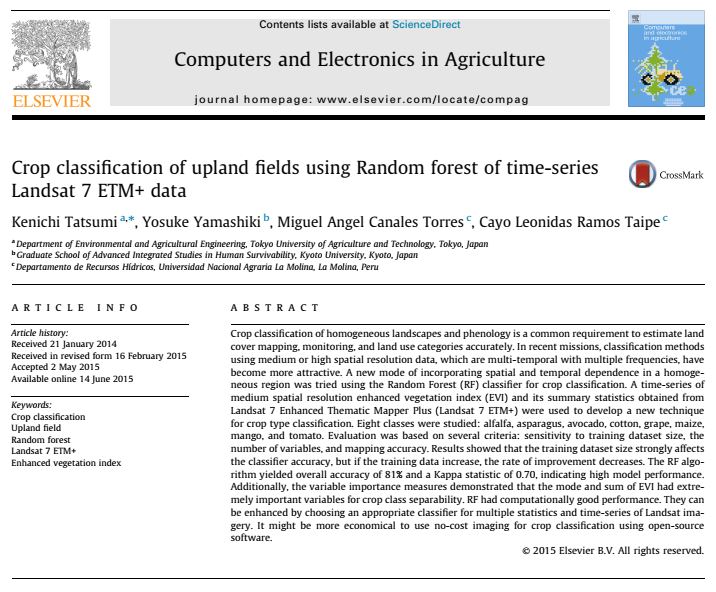 Contents lists available at ScienceDirect
Computers and Electronics in Agriculture
journal homepage: www.elsevier.com/locate/compag
ELSEVIER
Computers
and electronics
in agriculture
Crop classification of upland fields using Random forest of time-series
Landsat 7 ETM+ data
CrossMark
Kenichi Tatsumi a,*, Yosuke Yamashiki b, Miguel Angel Canales Torres c, Cayo Leonidas Ramos Taipe c
a Department of Environmental and Agricultural Engineering, Tokyo University of Agriculture and Technology, Tokyo, Japan
b Graduate School of Advanced Integrated Studies in Human Survivability, Kyoto University, Kyoto, Japan
c Departamento de Recursos Hídricos, Universidad Nacional Agraria La Molina, La Molina, Peru
ARTICLE INFO
Article history:
Received 21 January 2014
Received in revised form 16 February 2015
Accepted 2 May 2015
Available online 14 June 2015
Keywords:
Crop classification
Upland field
Random forest
Landsat 7 ETM+
Enhanced vegetation index
ABSTRACT
Crop classification of homogeneous landscapes and phenology is a common requirement to estimate land
cover mapping, monitoring, and land use categories accurately. In recent missions, classification methods
using medium or high spatial resolution data, which are multi-temporal with multiple frequencies, have
become more attractive. A new mode of incorporating spatial and temporal dependence in a homoge-
neous region was tried using the Random Forest (RF) classifier for crop classification. A time-series of
medium spatial resolution enhanced vegetation index (EVI) and its summary statistics obtained from
Landsat 7 Enhanced Thematic Mapper Plus (Landsat 7 ETM+) were used to develop a new technique
for crop type classification. Eight classes were studied: alfalfa, asparagus, avocado, cotton, grape, maize,
mango, and tomato. Evaluation was based on several criteria: sensitivity to training dataset size, the
number of variables, and mapping accuracy. Results showed that the training dataset size strongly affects
the classifier accuracy, but if the training data increase, the rate of improvement decreases. The RF algo-
rithm yielded overall accuracy of 81% and a Kappa statistic of 0.70, indicating high model performance.
Additionally, the variable importance measures demonstrated that the mode and sum of EVI had extre-
mely important variables for crop class separability. RF had computationally good performance. They can
be enhanced by choosing an appropriate classifier for multiple statistics and time-series of Landsat ima-
gery. It might be more economical to use no-cost imaging for crop classification using open-source
software.
© 2015 Elsevier B.V. All rights reserved.